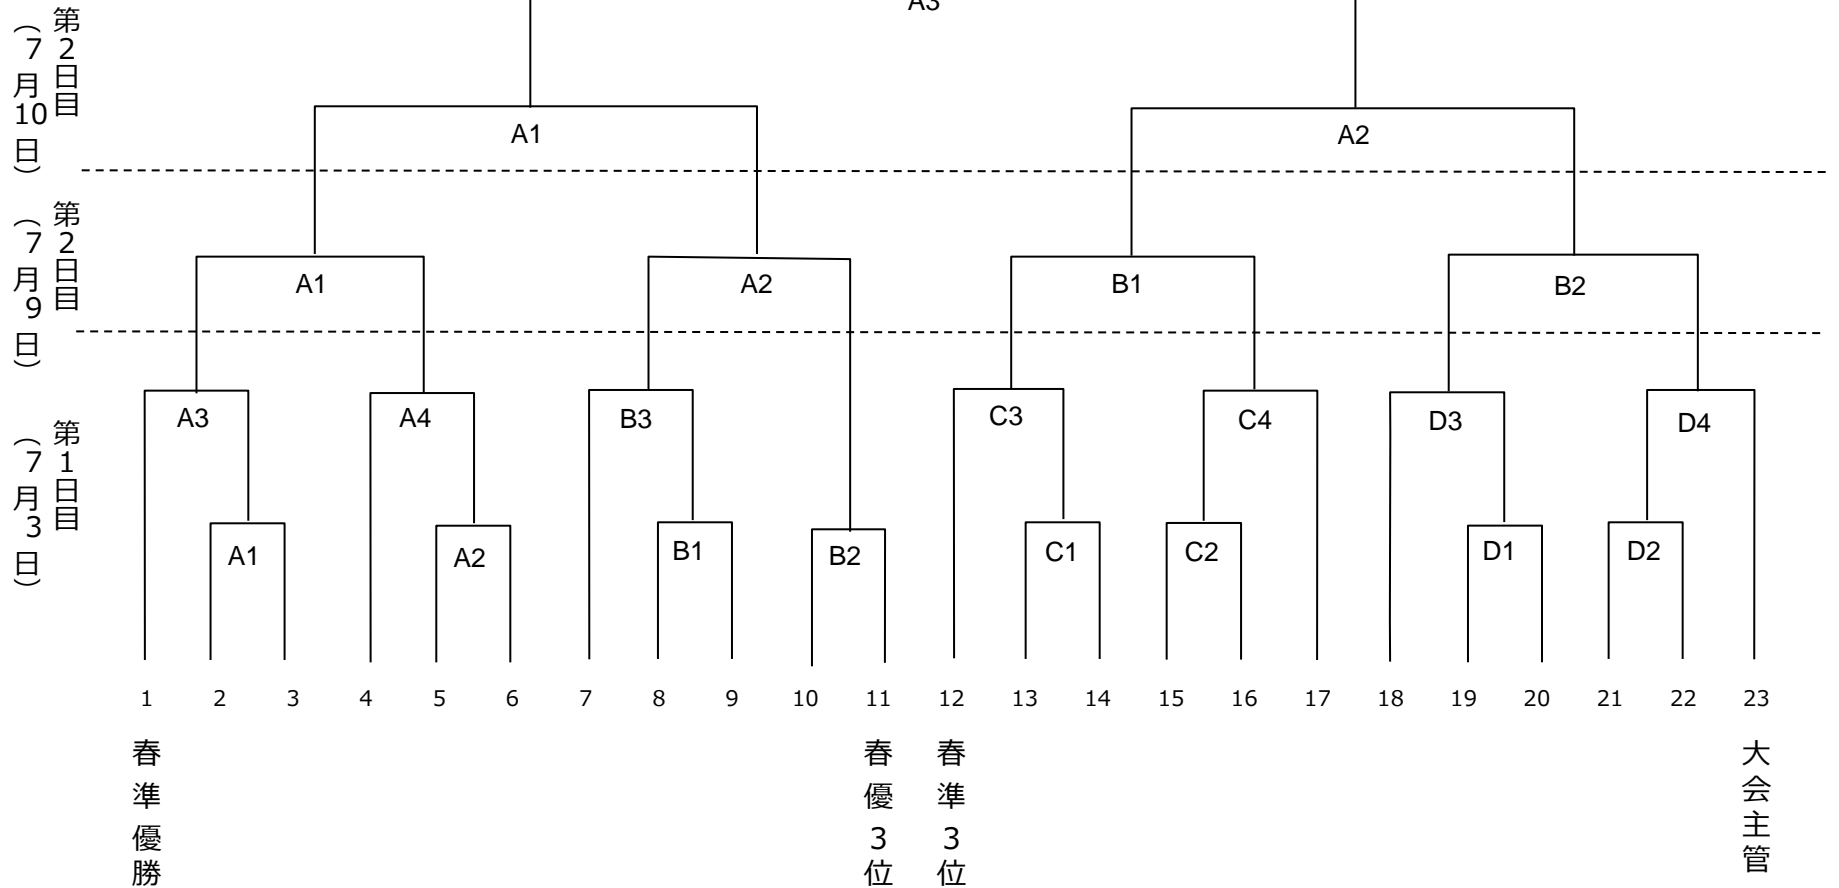 A3
第2日目
（7月10日）
A1
A2
第2日目
（7月9日）
A1
A2
B1
B2
第1日目
（7月3日）
A3
A4
B3
C3
C4
D3
D4
A1
A2
B1
B2
C1
C2
D1
D2
1 2 3 4 5 6 7 8 9 10 11 12 13 14 15 16 17 18 19 20 21 22 23
春準優勝
春優3位
春準3位
大会主管